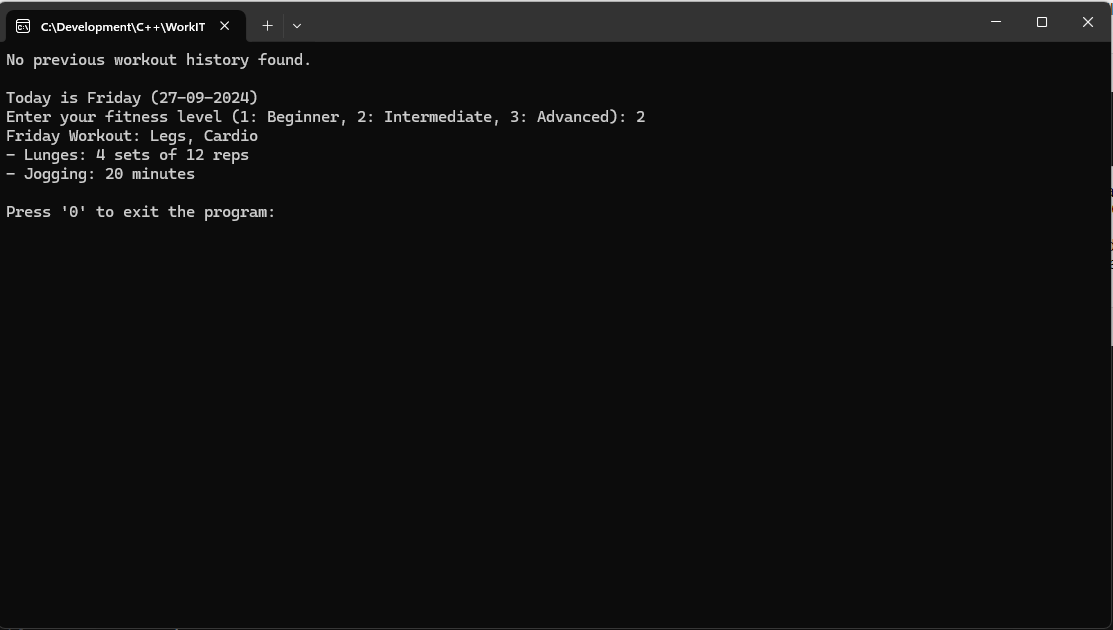 C:\Development\C++\WorkIT
No previous workout history found.
Today is Friday (27-09-2024)
Enter your fitness level (1: Beginner, 2: Intermediate, 3: Advanced): 2
Friday Workout: Legs, Cardio
- Lunges: 4 sets of 12 reps
- Jogging: 20 minutes
Press '0' to exit the program: